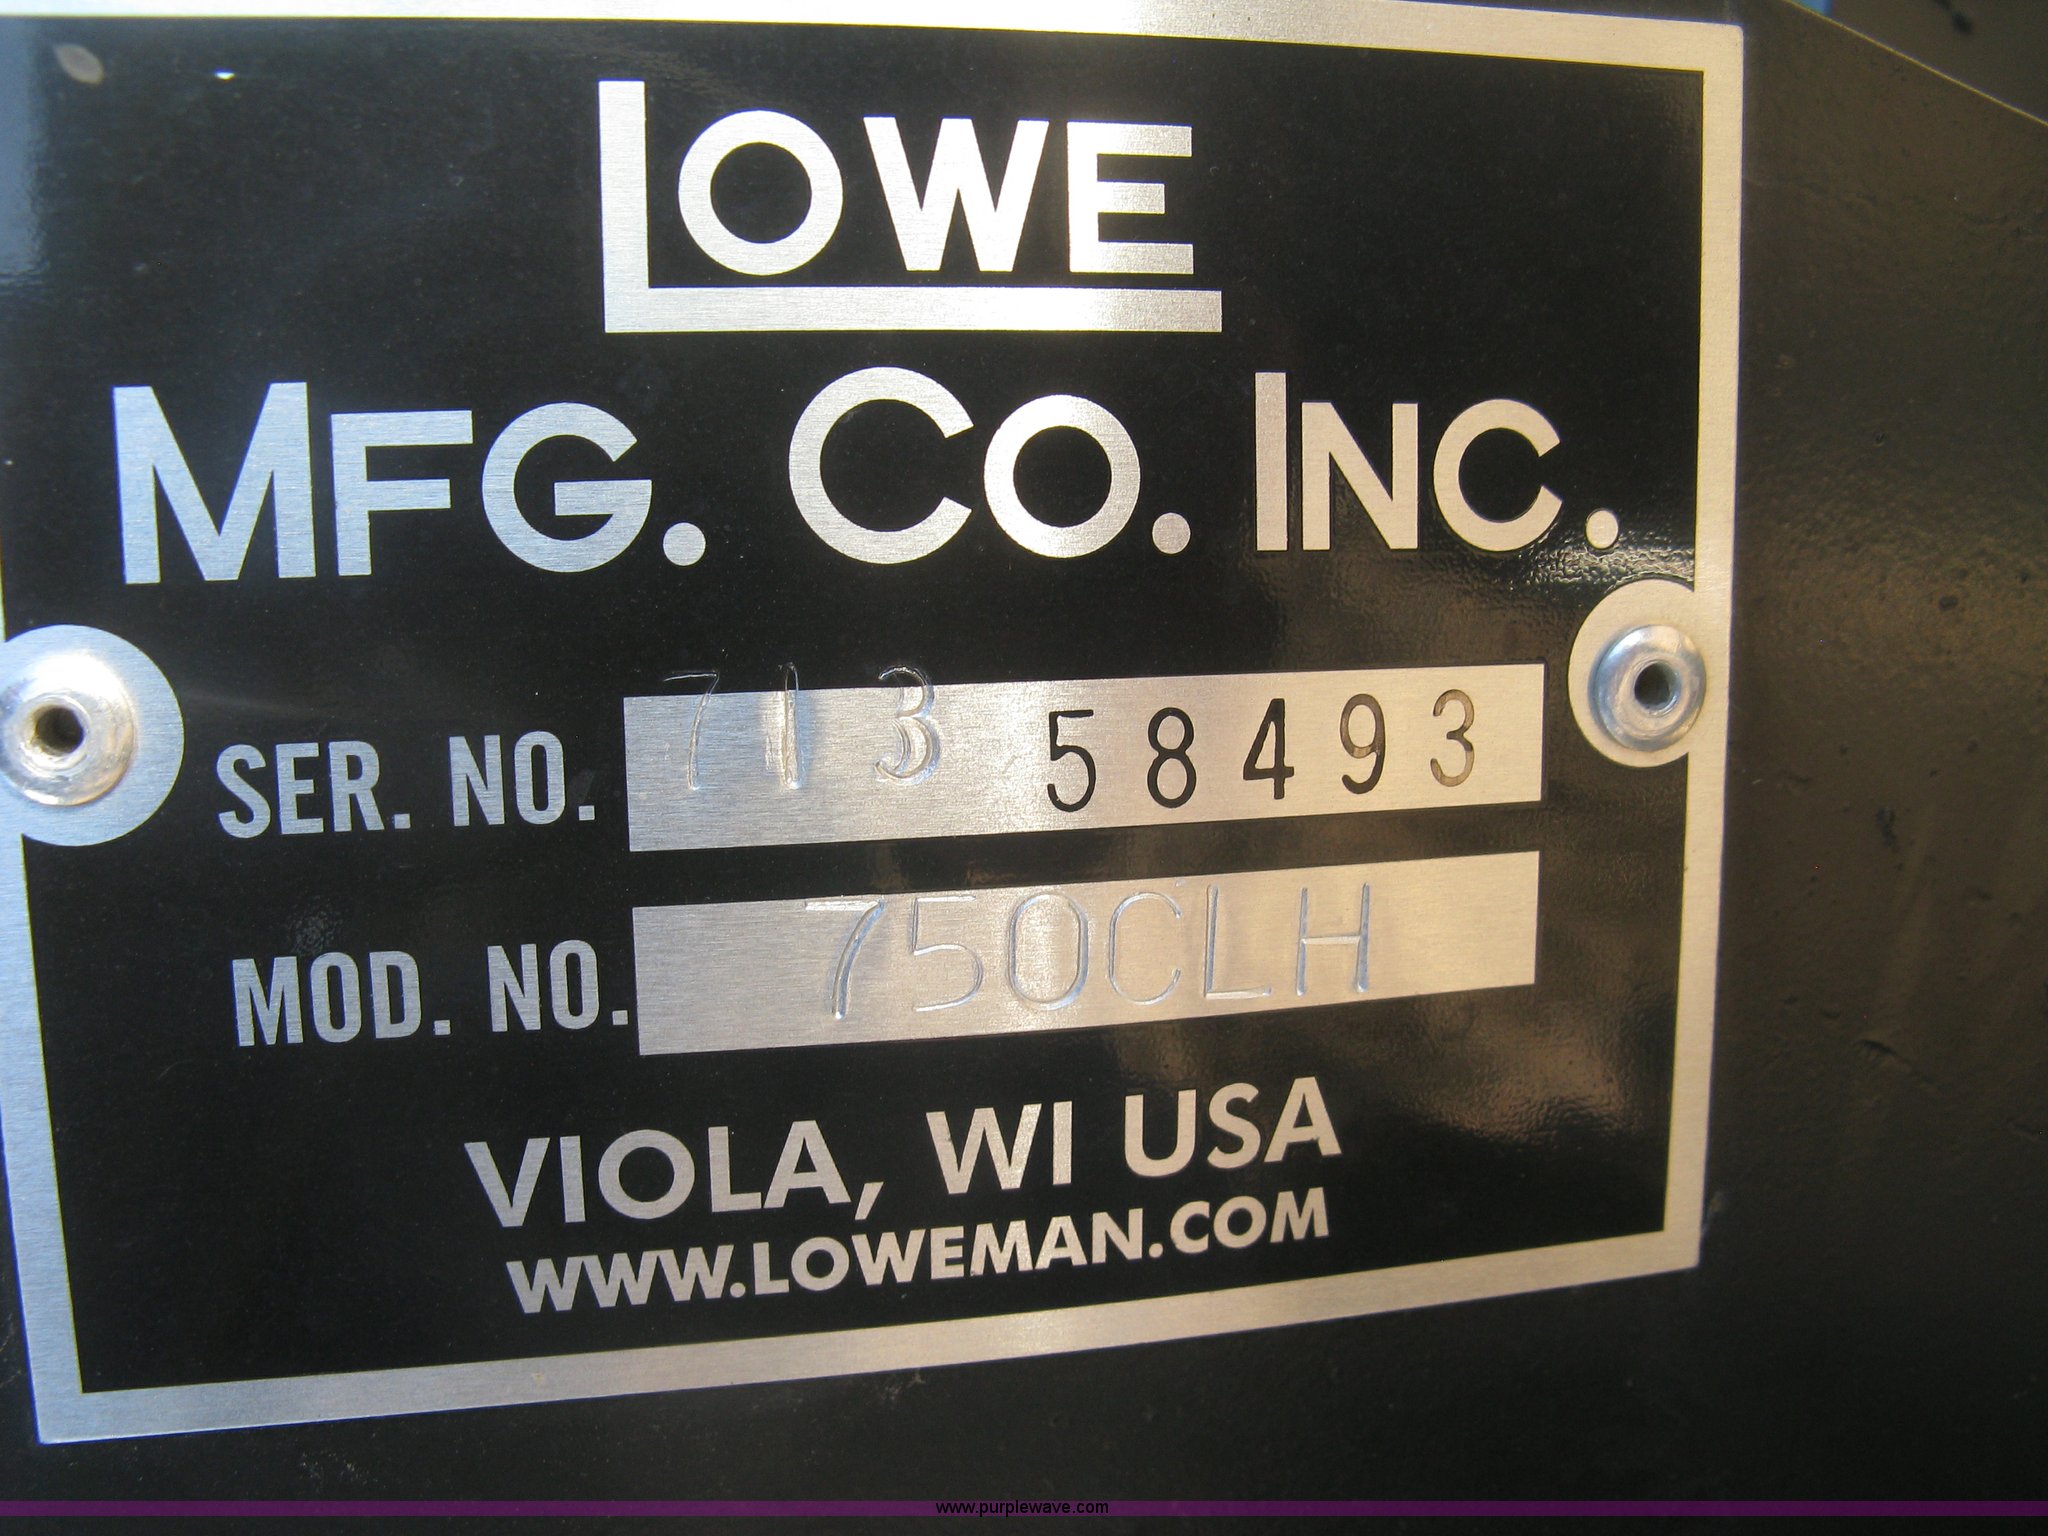 LOWE
MFG. CO. INC.
SER. NO. 713 58493
MOD. NO. 750CLH
VIOLA, WI USA
WWW.LOWEMAN.COM
www.purplewave.com